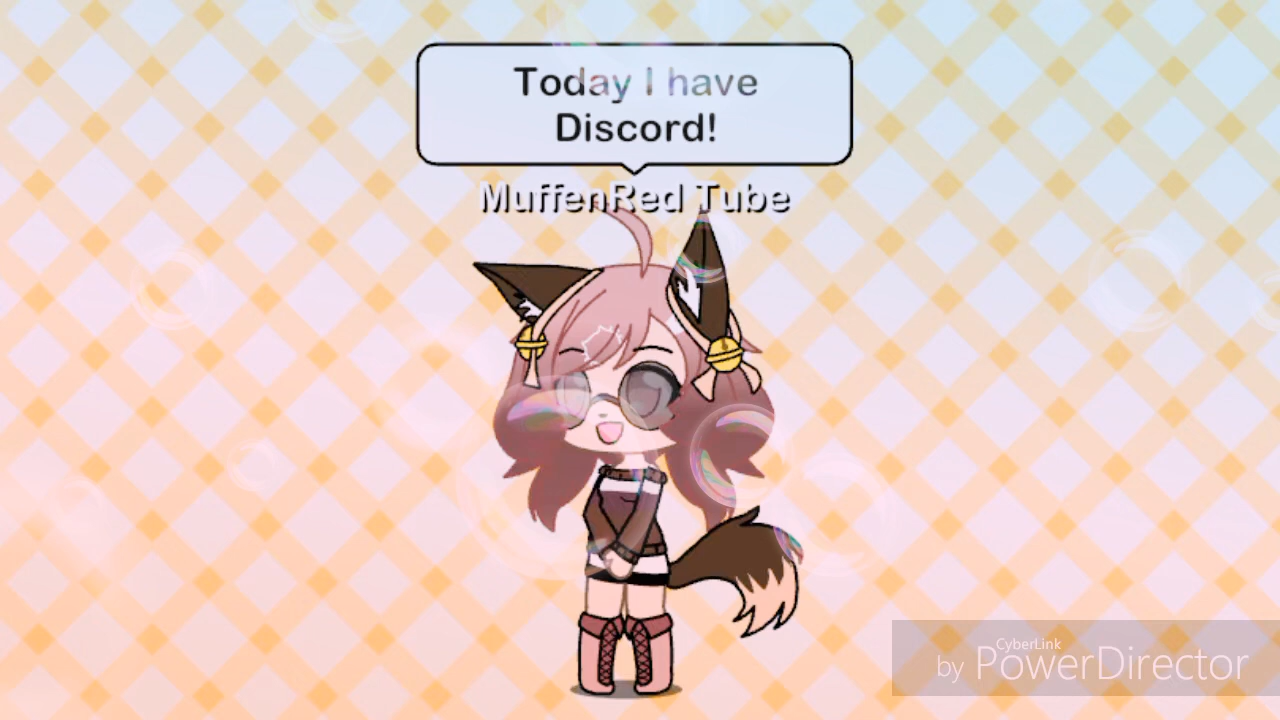 Today I have
Discord!
MuffenRed Tube
CyberLink
by PowerDirector